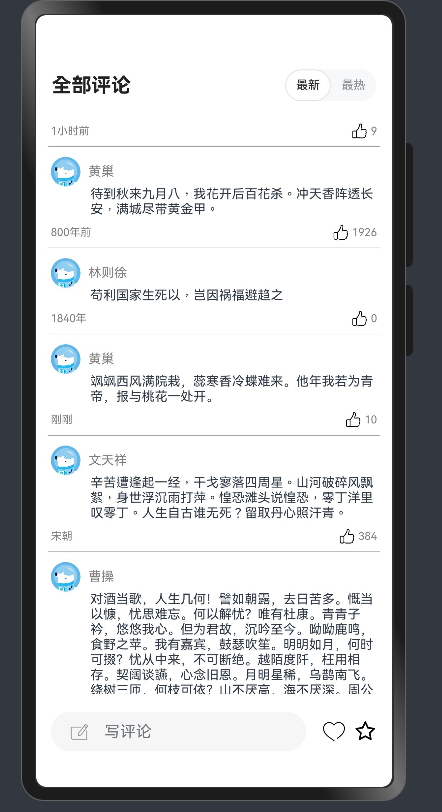 全部评论
最新 最热
1小时前 9
黄巢
待到秋来九月八，我花开后百花杀。冲天香阵透长
安，满城尽带黄金甲。
800年前 1926
林则徐
苟利国家生死以，岂因祸福避趋之
1840年 0
黄巢
飒飒西风满院栽，蕊寒香冷蝶难来。他年我若为青
帝，报与桃花一处开。
刚刚 10
文天祥
辛苦遭逢起一经，干戈寥落四周星。山河破碎风飘
絮，身世浮沉雨打萍。惶恐滩头说惶恐，零丁洋里
叹零丁。人生自古谁无死？留取丹心照汗青。
宋朝 384
曹操
对酒当歌，人生几何！譬如朝露，去日苦多。慨当
以慷，忧思难忘。何以解忧？唯有杜康。青青子
衿，悠悠我心。但为君故，沉吟至今。呦呦鹿鸣，
食野之苹。我有嘉宾，鼓瑟吹笙。明明如月，何时
可掇？忧从中来，不可断绝。越陌度阡，枉用相
存。契阔谈讌，心念旧恩。月明星稀，乌鹊南飞。
绕树三匝，何枝可依？山不厌高，海不厌深。周公
写评论